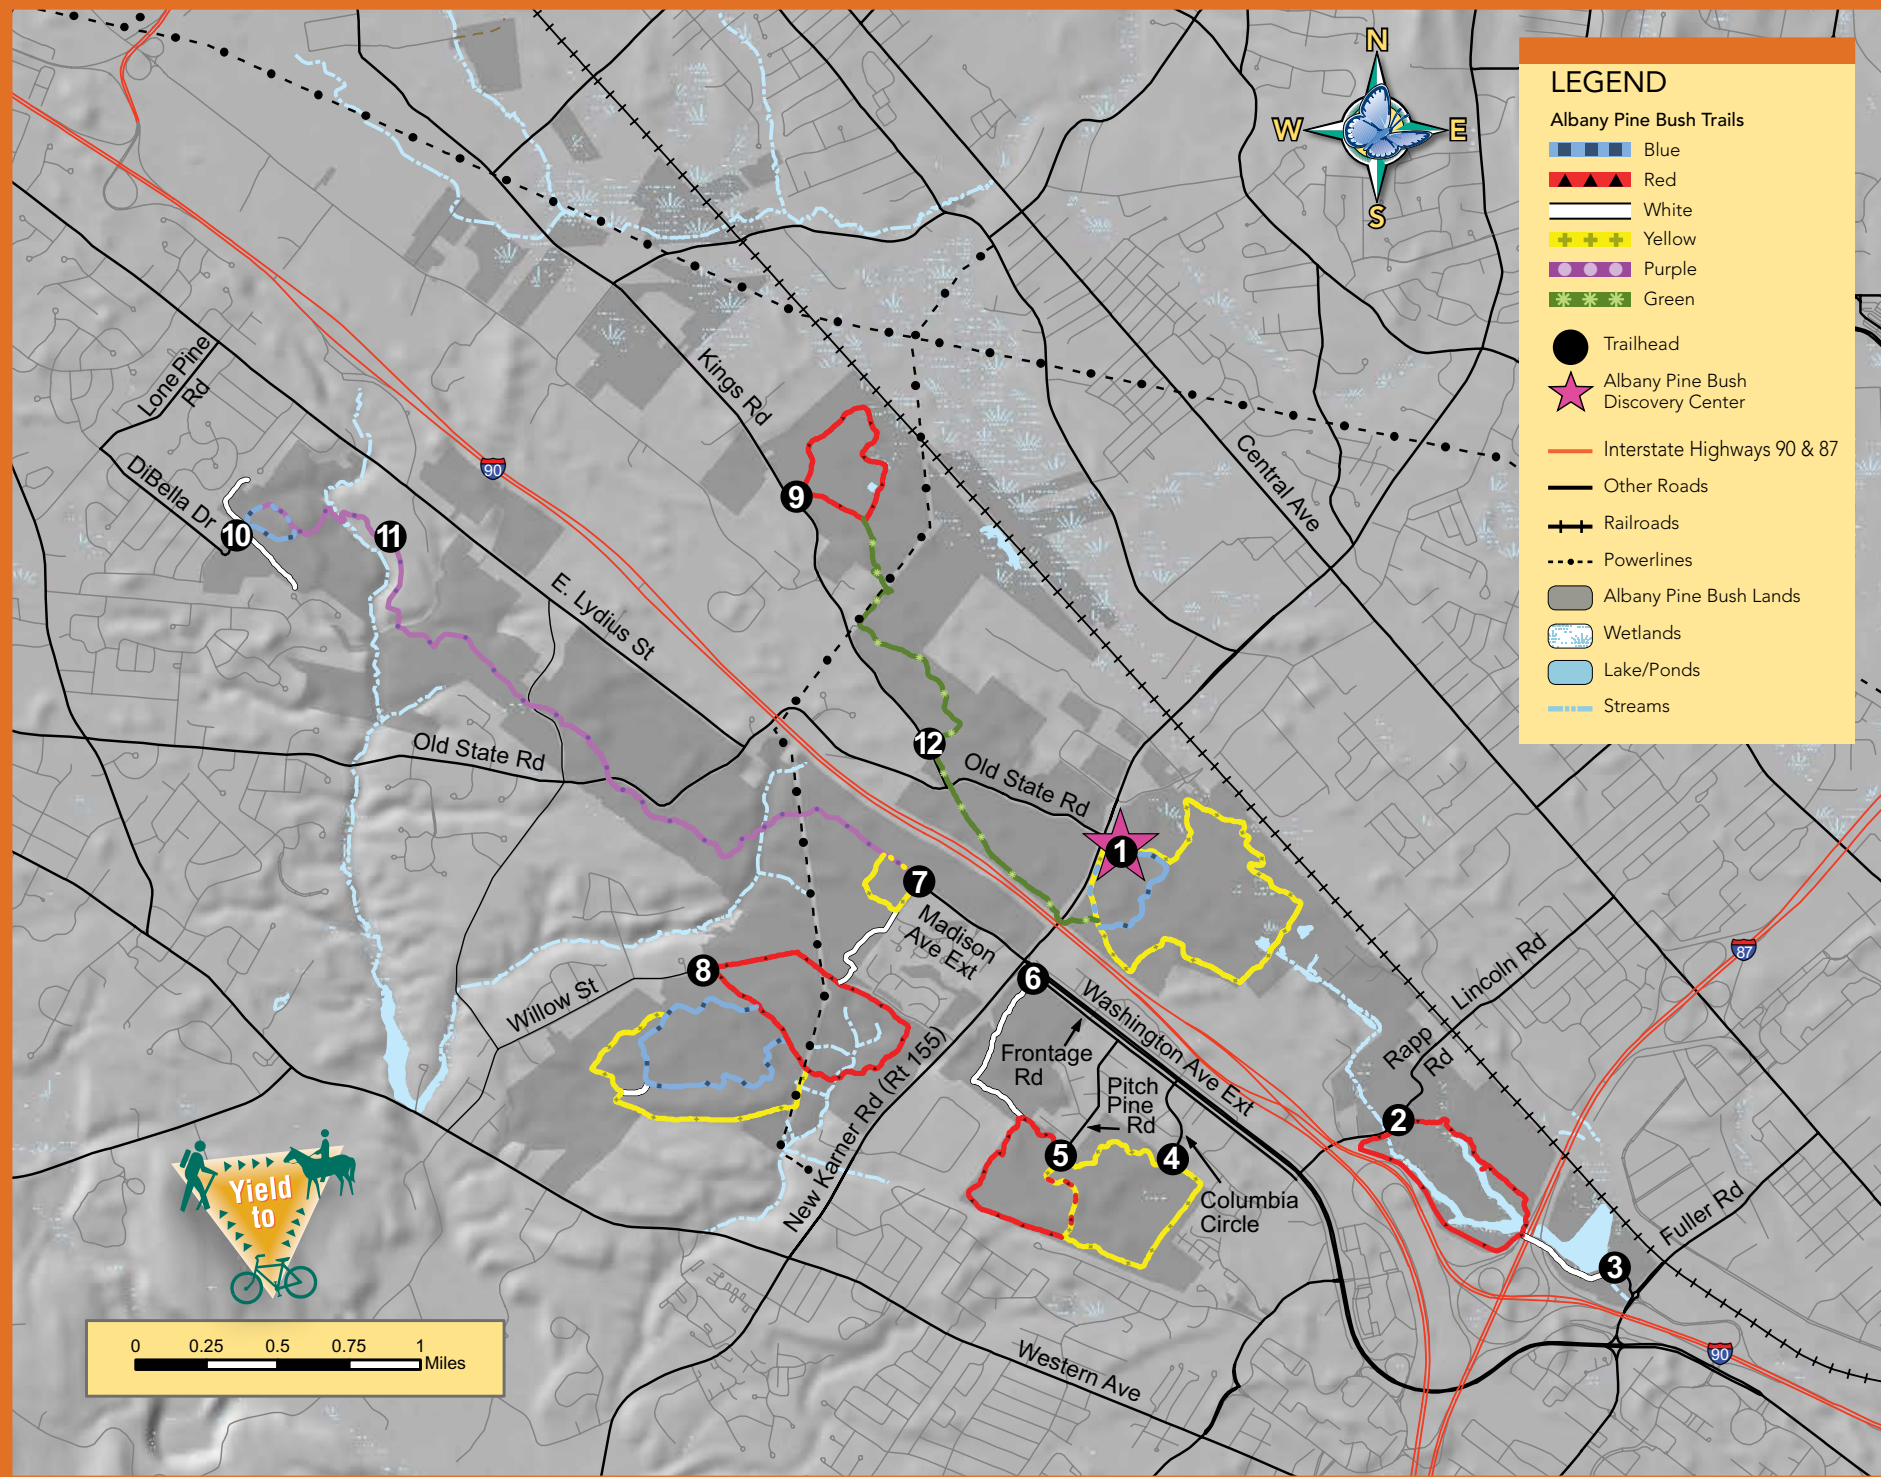 N
W
E
S
LEGEND
Albany Pine Bush Trails
Blue
Red
White
Yellow
Purple
Green
Trailhead
Albany Pine Bush
Discovery Center
Interstate Highways 90 & 87
Other Roads
Railroads
Powerlines
Albany Pine Bush Lands
Wetlands
Lake/Ponds
Streams
Lone Pine
Rd
DiBella Dr
10
11
90
Kings Rd
9
Central Ave
E. Lydius St
Old State Rd
12
Old State Rd
1
7
Madison
Ave Ext
8
Willow St
6
Washington Ave Ext
Frontage
Rd
Pitch
Pine
Rd
5
4
Columbia
Circle
New Karner Rd (Rt 155)
Rapp
Rd
Lincoln Rd
87
2
3
Fuller Rd
90
Western Ave
Yield
to
0
0.25
0.5
0.75
1
Miles